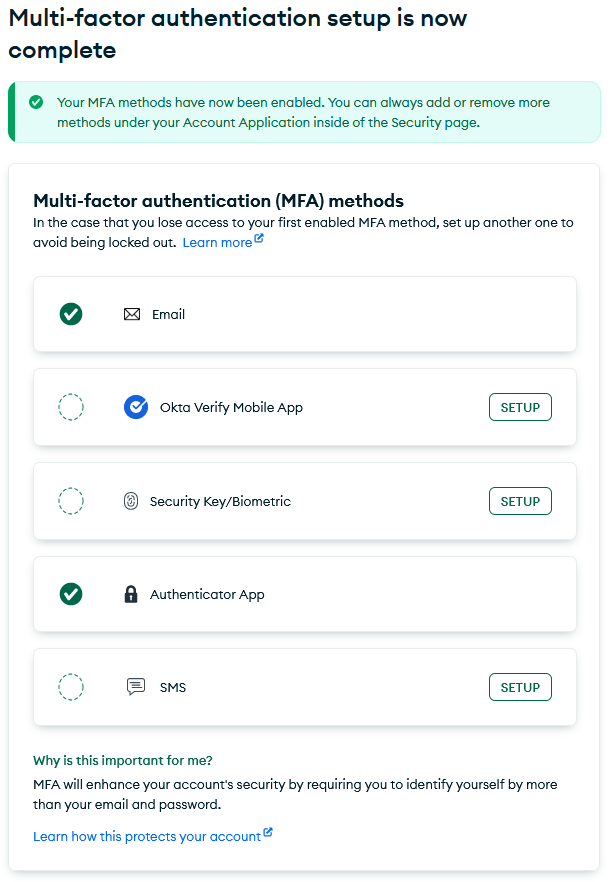 Multi-factor authentication setup is now
complete
Your MFA methods have now been enabled. You can always add or remove more
methods under your Account Application inside of the Security page.
Multi-factor authentication (MFA) methods
In the case that you lose access to your first enabled MFA method, set up another one to
avoid being locked out. Learn more
Email
Okta Verify Mobile App SETUP
Security Key/Biometric SETUP
Authenticator App
SMS SETUP
Why is this important for me?
MFA will enhance your account's security by requiring you to identify yourself by more
than your email and password.
Learn how this protects your account